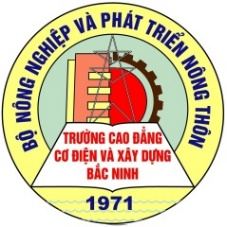 BỘ NÔNG NGHIỆP VÀ PHÁT TRIỂN NÔNG THÔN
TRƯỜNG CAO ĐẲNG
CƠ ĐIỆN VÀ XÂY DỰNG
BẮC NINH
1971